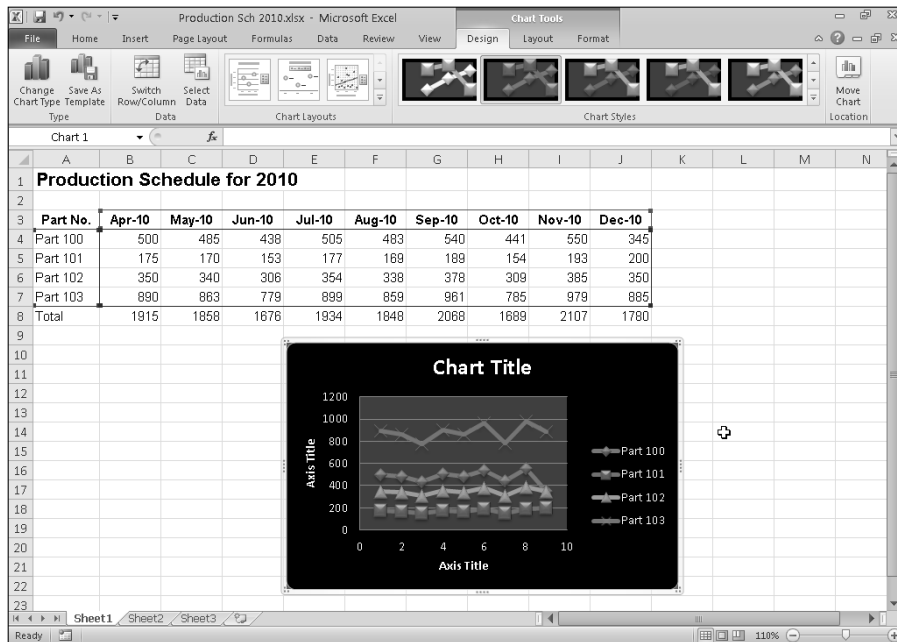 Production Sch 2010.xlsx - Microsoft Excel
Chart Tools
File Home Insert Page Layout Formulas Data Review View Design Layout Format
Change Chart Type
Save As Template
Switch Row/Column
Select Data
Move Chart
Type Data Chart Layouts Chart Styles Location
Chart 1 fx
A B C D E F G H I J K L M N
1 Production Schedule for 2010
2
3 Part No. Apr-10 May-10 Jun-10 Jul-10 Aug-10 Sep-10 Oct-10 Nov-10 Dec-10
4 Part 100 500 485 438 505 483 540 441 550 345
5 Part 101 175 170 153 177 169 189 154 193 200
6 Part 102 350 340 306 354 338 378 309 385 350
7 Part 103 890 863 779 899 859 961 785 979 885
8 Total 1915 1858 1676 1934 1848 2068 1689 2107 1780
9
10
11
12
13
14
15
16
17
18
19
20
21
22
23
Chart Title
Axis Title
1200
1000
800
600
400
200
0
0 2 4 6 8 10
Axis Title
Part 100
Part 101
Part 102
Part 103
Sheet1 Sheet2 Sheet3
Ready 110%